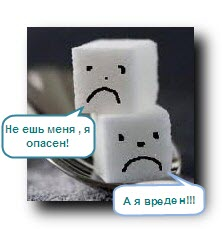 Не ешь меня , я
опасен!
А я вреден!!!